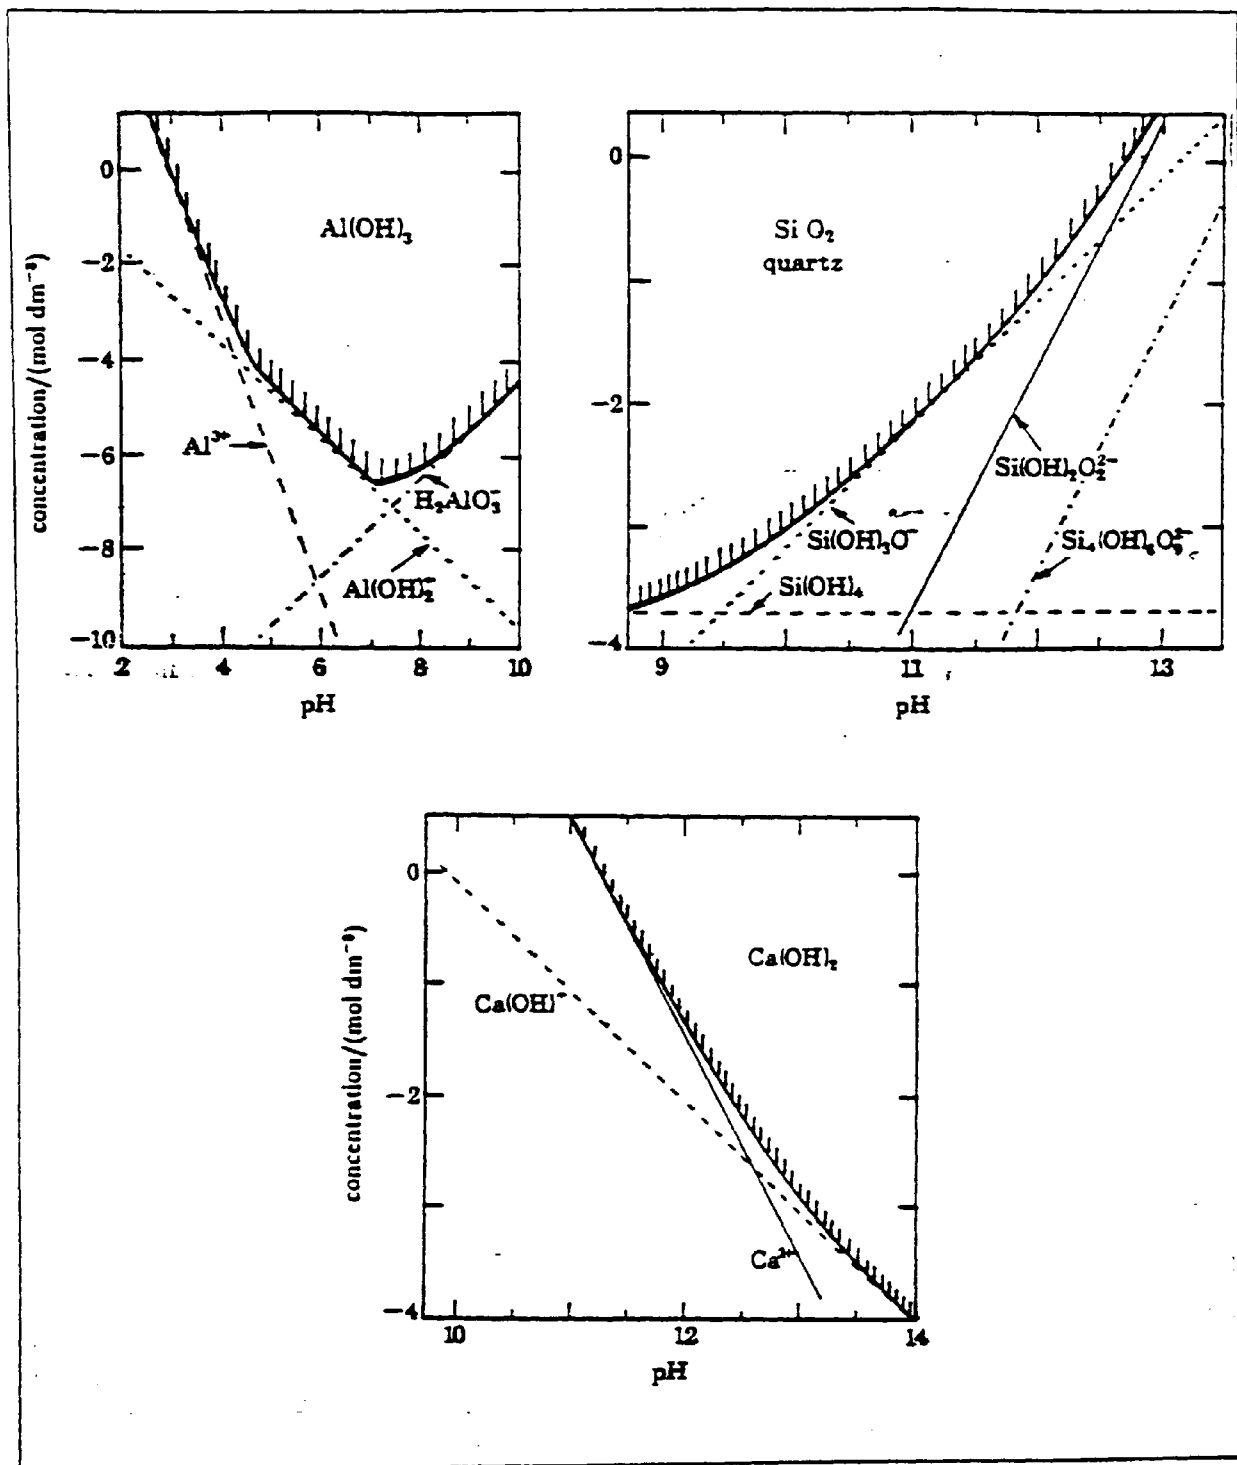 concentration/(mol dm⁻³)
0
−2
−4
−6
−8
−10
Al(OH)₃
Al³⁺
H₂AlO₃⁻
Al(OH)₂⁺
2 4 6 8 10
pH
0
−2
−4
Si O₂
quartz
Si(OH)₂O₂²⁻
Si(OH)₃O⁻
Si(OH)₄
9 11 13
pH
concentration/(mol dm⁻³)
0
−2
−4
Ca(OH)₂
Ca(OH)⁺
Ca²⁺
10 12 14
pH